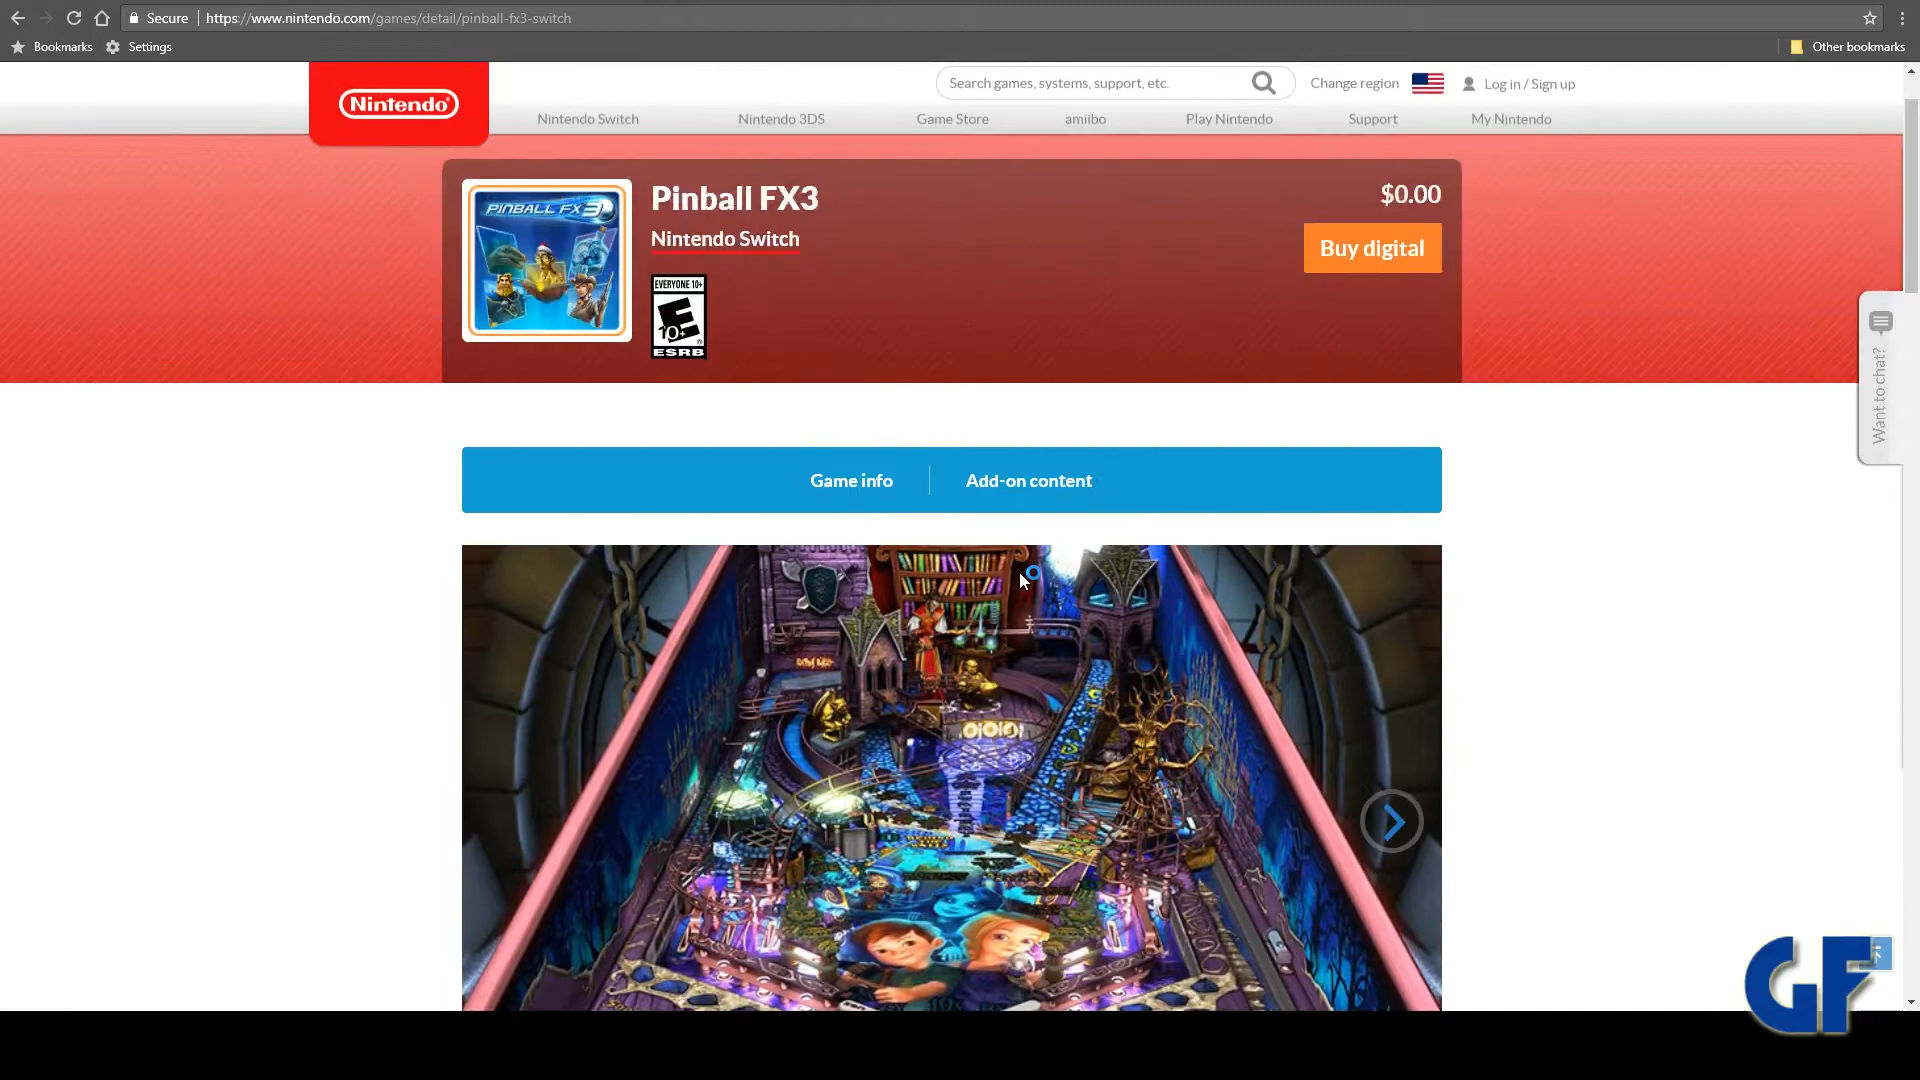 Secure https://www.nintendo.com/games/detail/pinball-fx3-switch
Bookmarks Settings Other bookmarks
Nintendo
Search games, systems, support, etc. Change region Log in / Sign up
Nintendo Switch Nintendo 3DS Game Store amiibo Play Nintendo Support My Nintendo
PINBALL FX3
Pinball FX3
Nintendo Switch
$0.00
Buy digital
EVERYONE 10+
E
10+
ESRB
Want to chat?
Game info Add-on content
GF